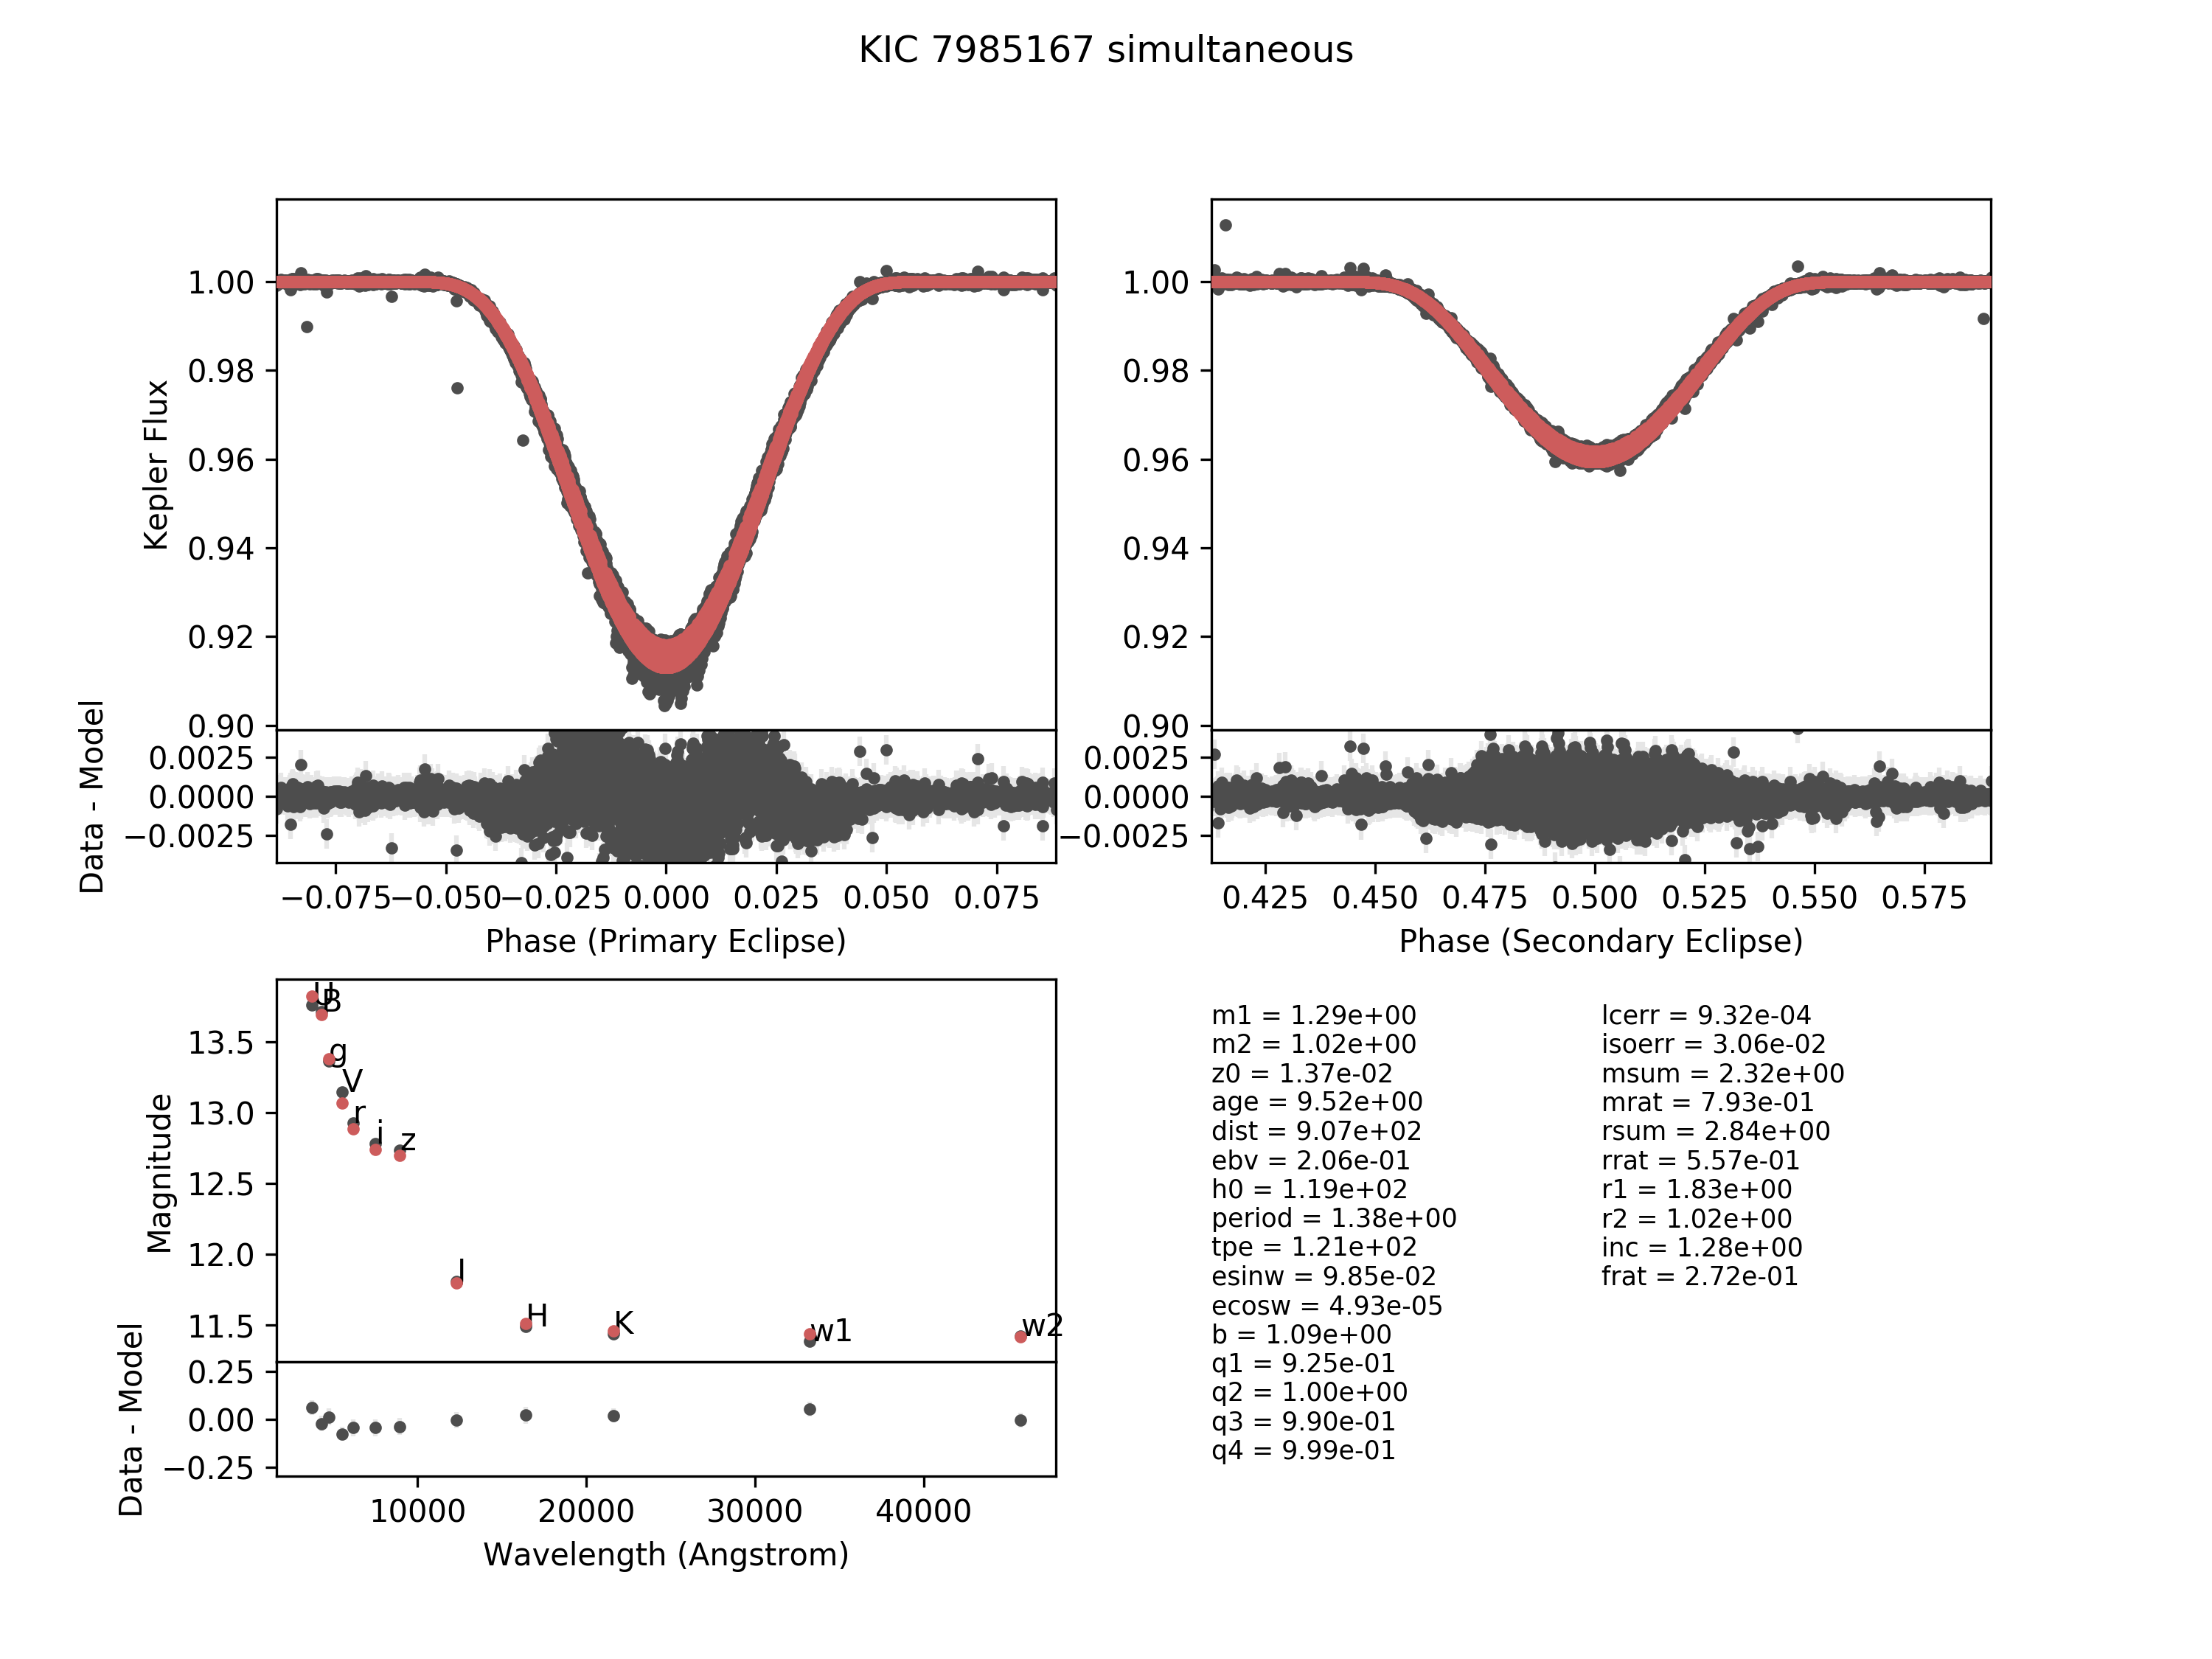 KIC 7985167 simultaneous
Kepler Flux
1.00
0.98
0.96
0.94
0.92
0.90
1.00
0.98
0.96
0.94
0.92
0.90
Data - Model
0.0025
0.0000
−0.0025
0.0025
0.0000
−0.0025
−0.075 −0.050 −0.025 0.000 0.025 0.050 0.075
Phase (Primary Eclipse)
0.425 0.450 0.475 0.500 0.525 0.550 0.575
Phase (Secondary Eclipse)
Magnitude
13.5
13.0
12.5
12.0
11.5
U
B
g
V
r
i
z
J
H
K
w1
w2
Data - Model
0.25
0.00
−0.25
10000 20000 30000 40000
Wavelength (Angstrom)
m1 = 1.29e+00
m2 = 1.02e+00
z0 = 1.37e-02
age = 9.52e+00
dist = 9.07e+02
ebv = 2.06e-01
h0 = 1.19e+02
period = 1.38e+00
tpe = 1.21e+02
esinw = 9.85e-02
ecosw = 4.93e-05
b = 1.09e+00
q1 = 9.25e-01
q2 = 1.00e+00
q3 = 9.90e-01
q4 = 9.99e-01
lcerr = 9.32e-04
isoerr = 3.06e-02
msum = 2.32e+00
mrat = 7.93e-01
rsum = 2.84e+00
rrat = 5.57e-01
r1 = 1.83e+00
r2 = 1.02e+00
inc = 1.28e+00
frat = 2.72e-01